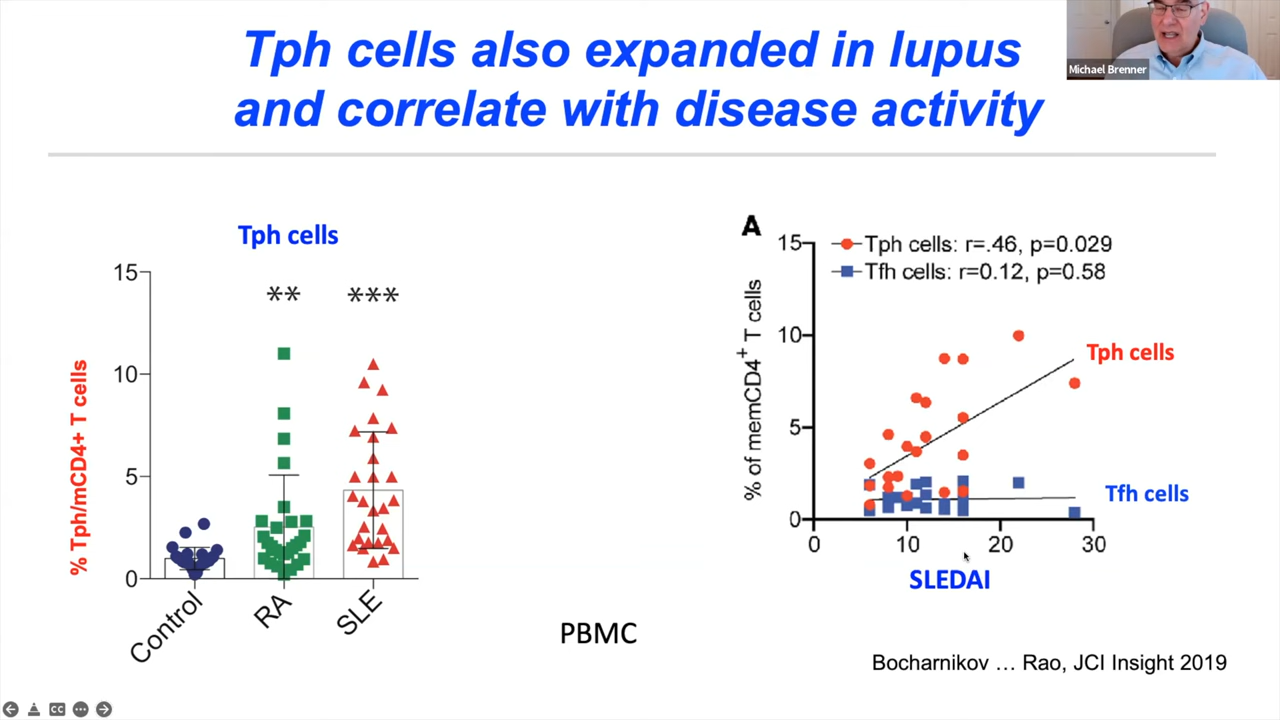 Tph cells also expanded in lupus
and correlate with disease activity
Michael Brenner
Tph cells
% Tph/mCD4+ T cells
15
10
5
0
**
***
Control
RA
SLE
PBMC
A
% of memCD4+ T cells
15
10
5
0
Tph cells: r=.46, p=0.029
Tfh cells: r=0.12, p=0.58
Tph cells
Tfh cells
0 10 20 30
SLEDAI
Bocharnikov … Rao, JCI Insight 2019
CC